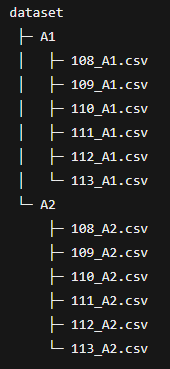 dataset
├─ A1
│  ├─ 108_A1.csv
│  ├─ 109_A1.csv
│  ├─ 110_A1.csv
│  ├─ 111_A1.csv
│  ├─ 112_A1.csv
│  └─ 113_A1.csv
└─ A2
   ├─ 108_A2.csv
   ├─ 109_A2.csv
   ├─ 110_A2.csv
   ├─ 111_A2.csv
   ├─ 112_A2.csv
   └─ 113_A2.csv